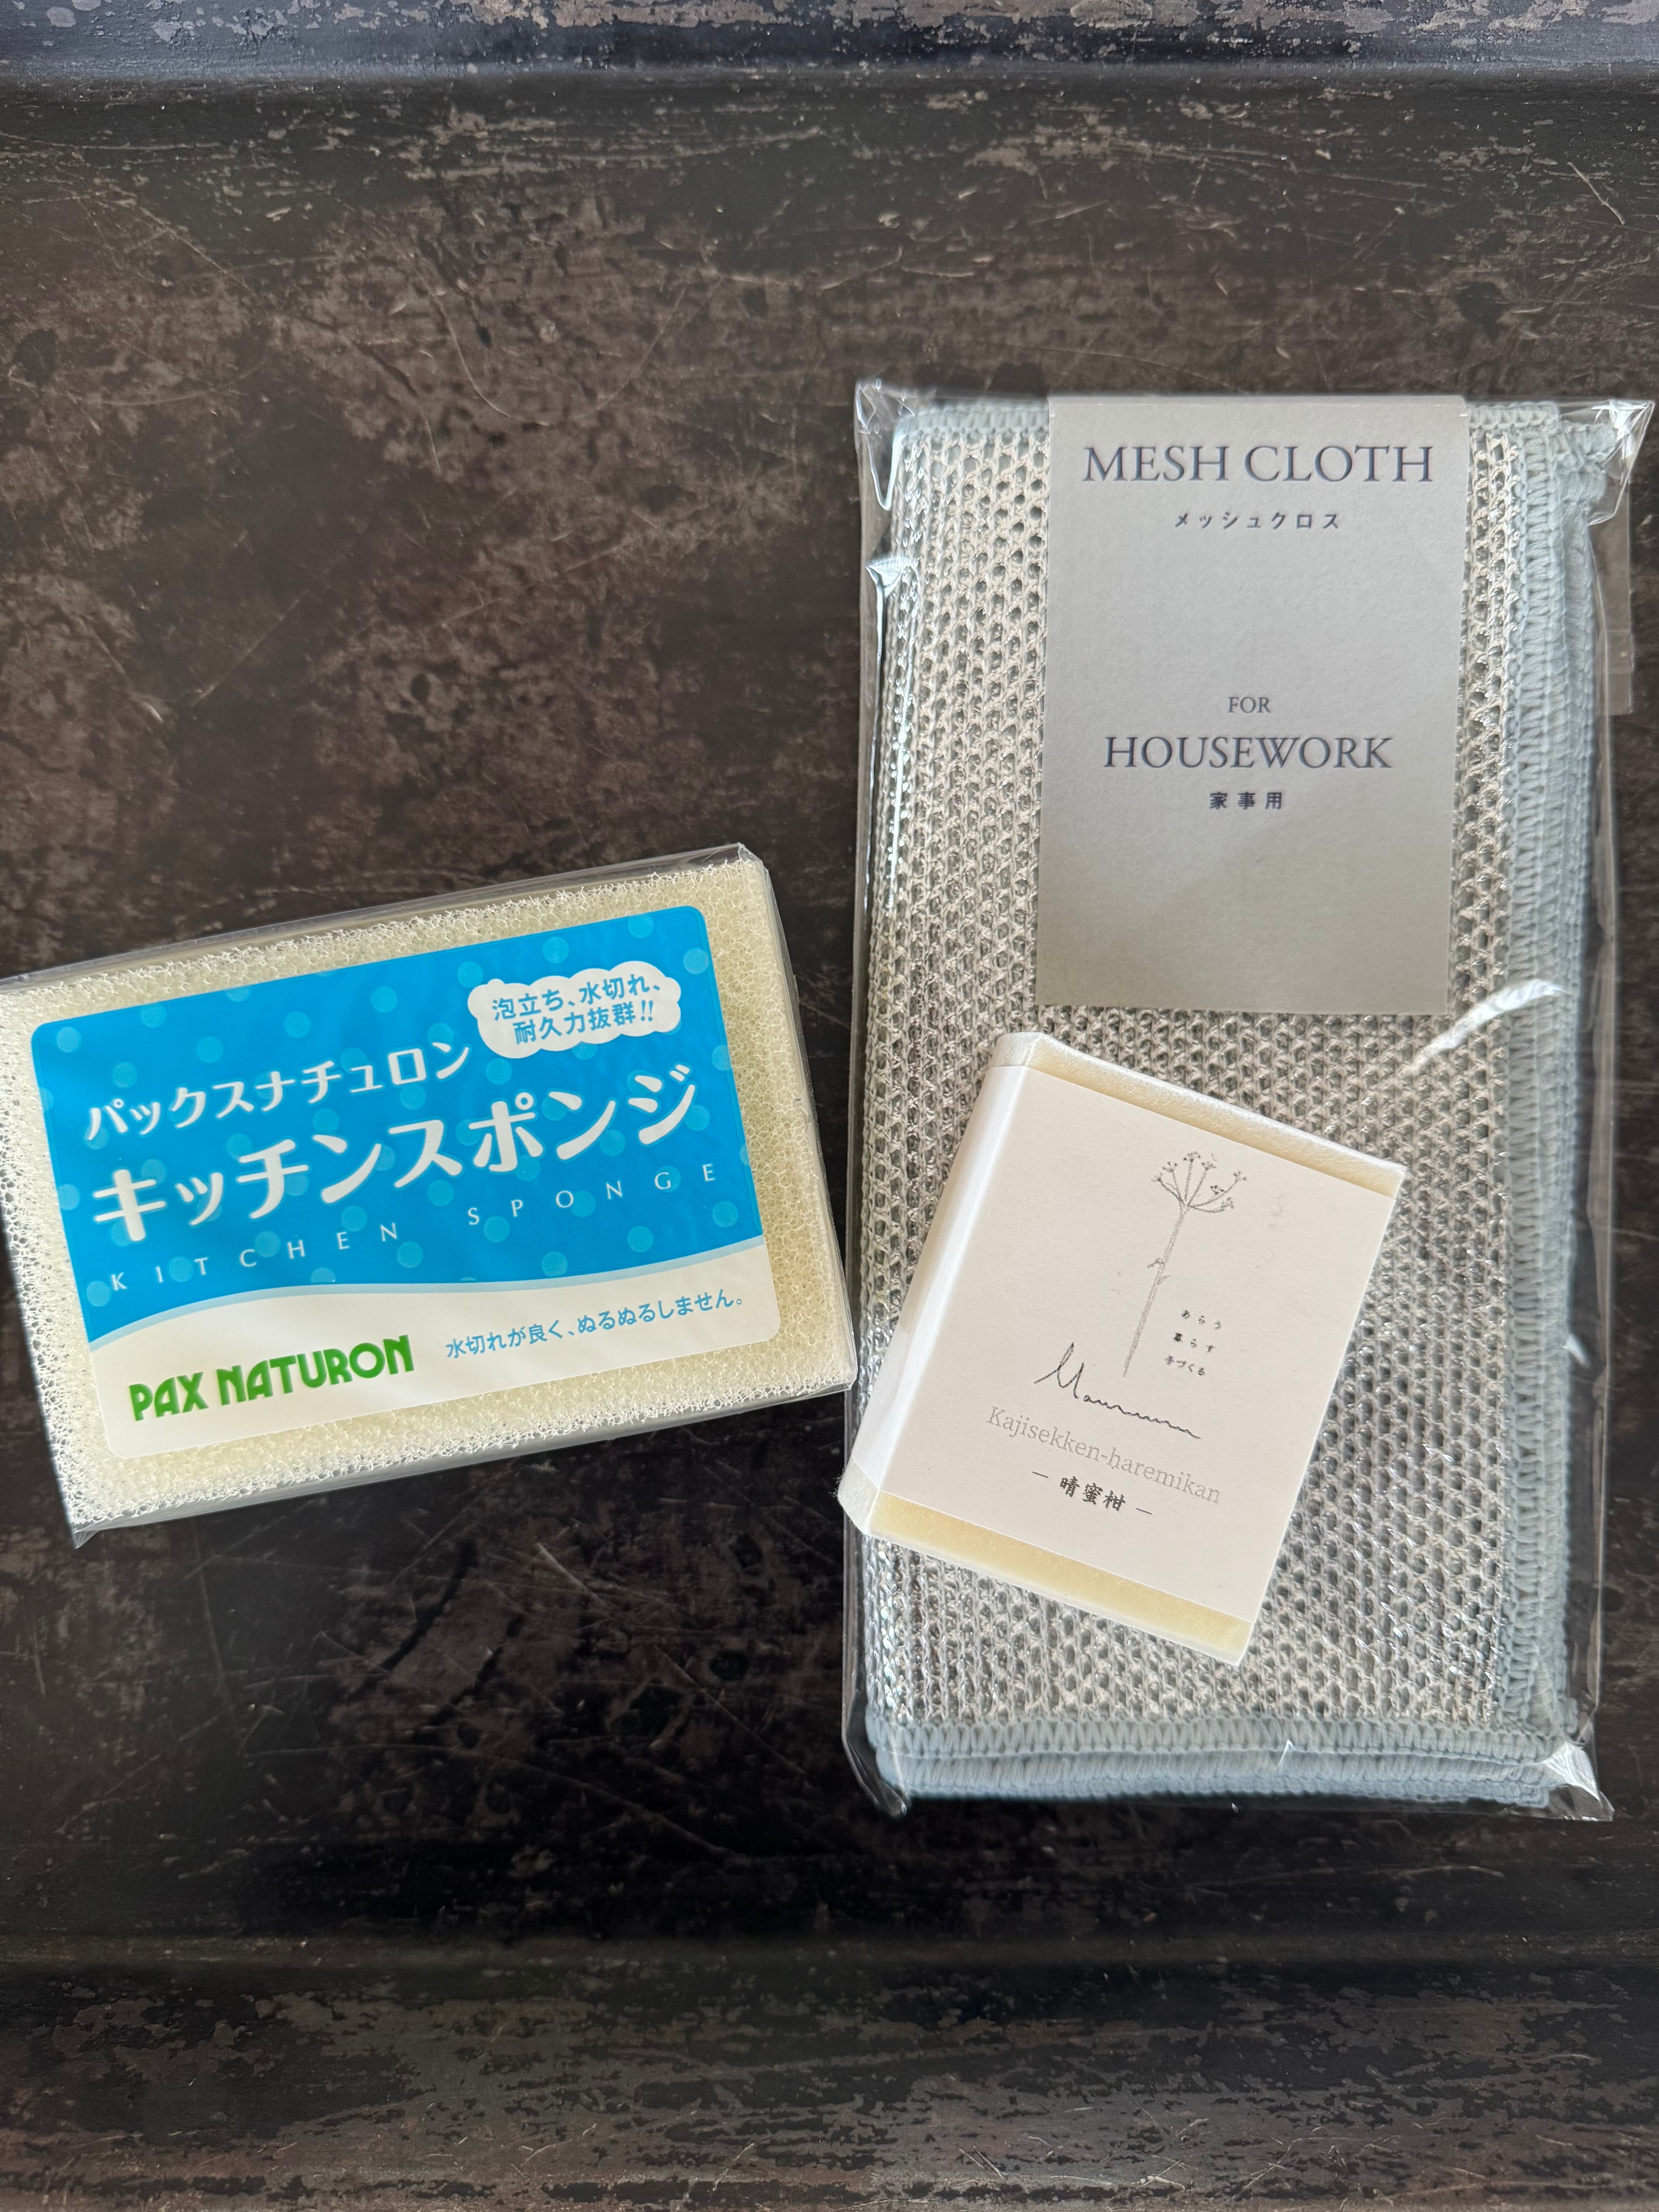 MESH CLOTH
メッシュクロス
FOR
HOUSEWORK
家事用
泡立ち、水切れ、
耐久力抜群!!
パックスナチュロン
キッチンスポンジ
KITCHEN SPONGE
PAX NATURON
水切れが良く、ぬるぬるしません。
あらう
暮らす
手づくる
Kajisekken-haremikan
― 晴蜜柑 ―